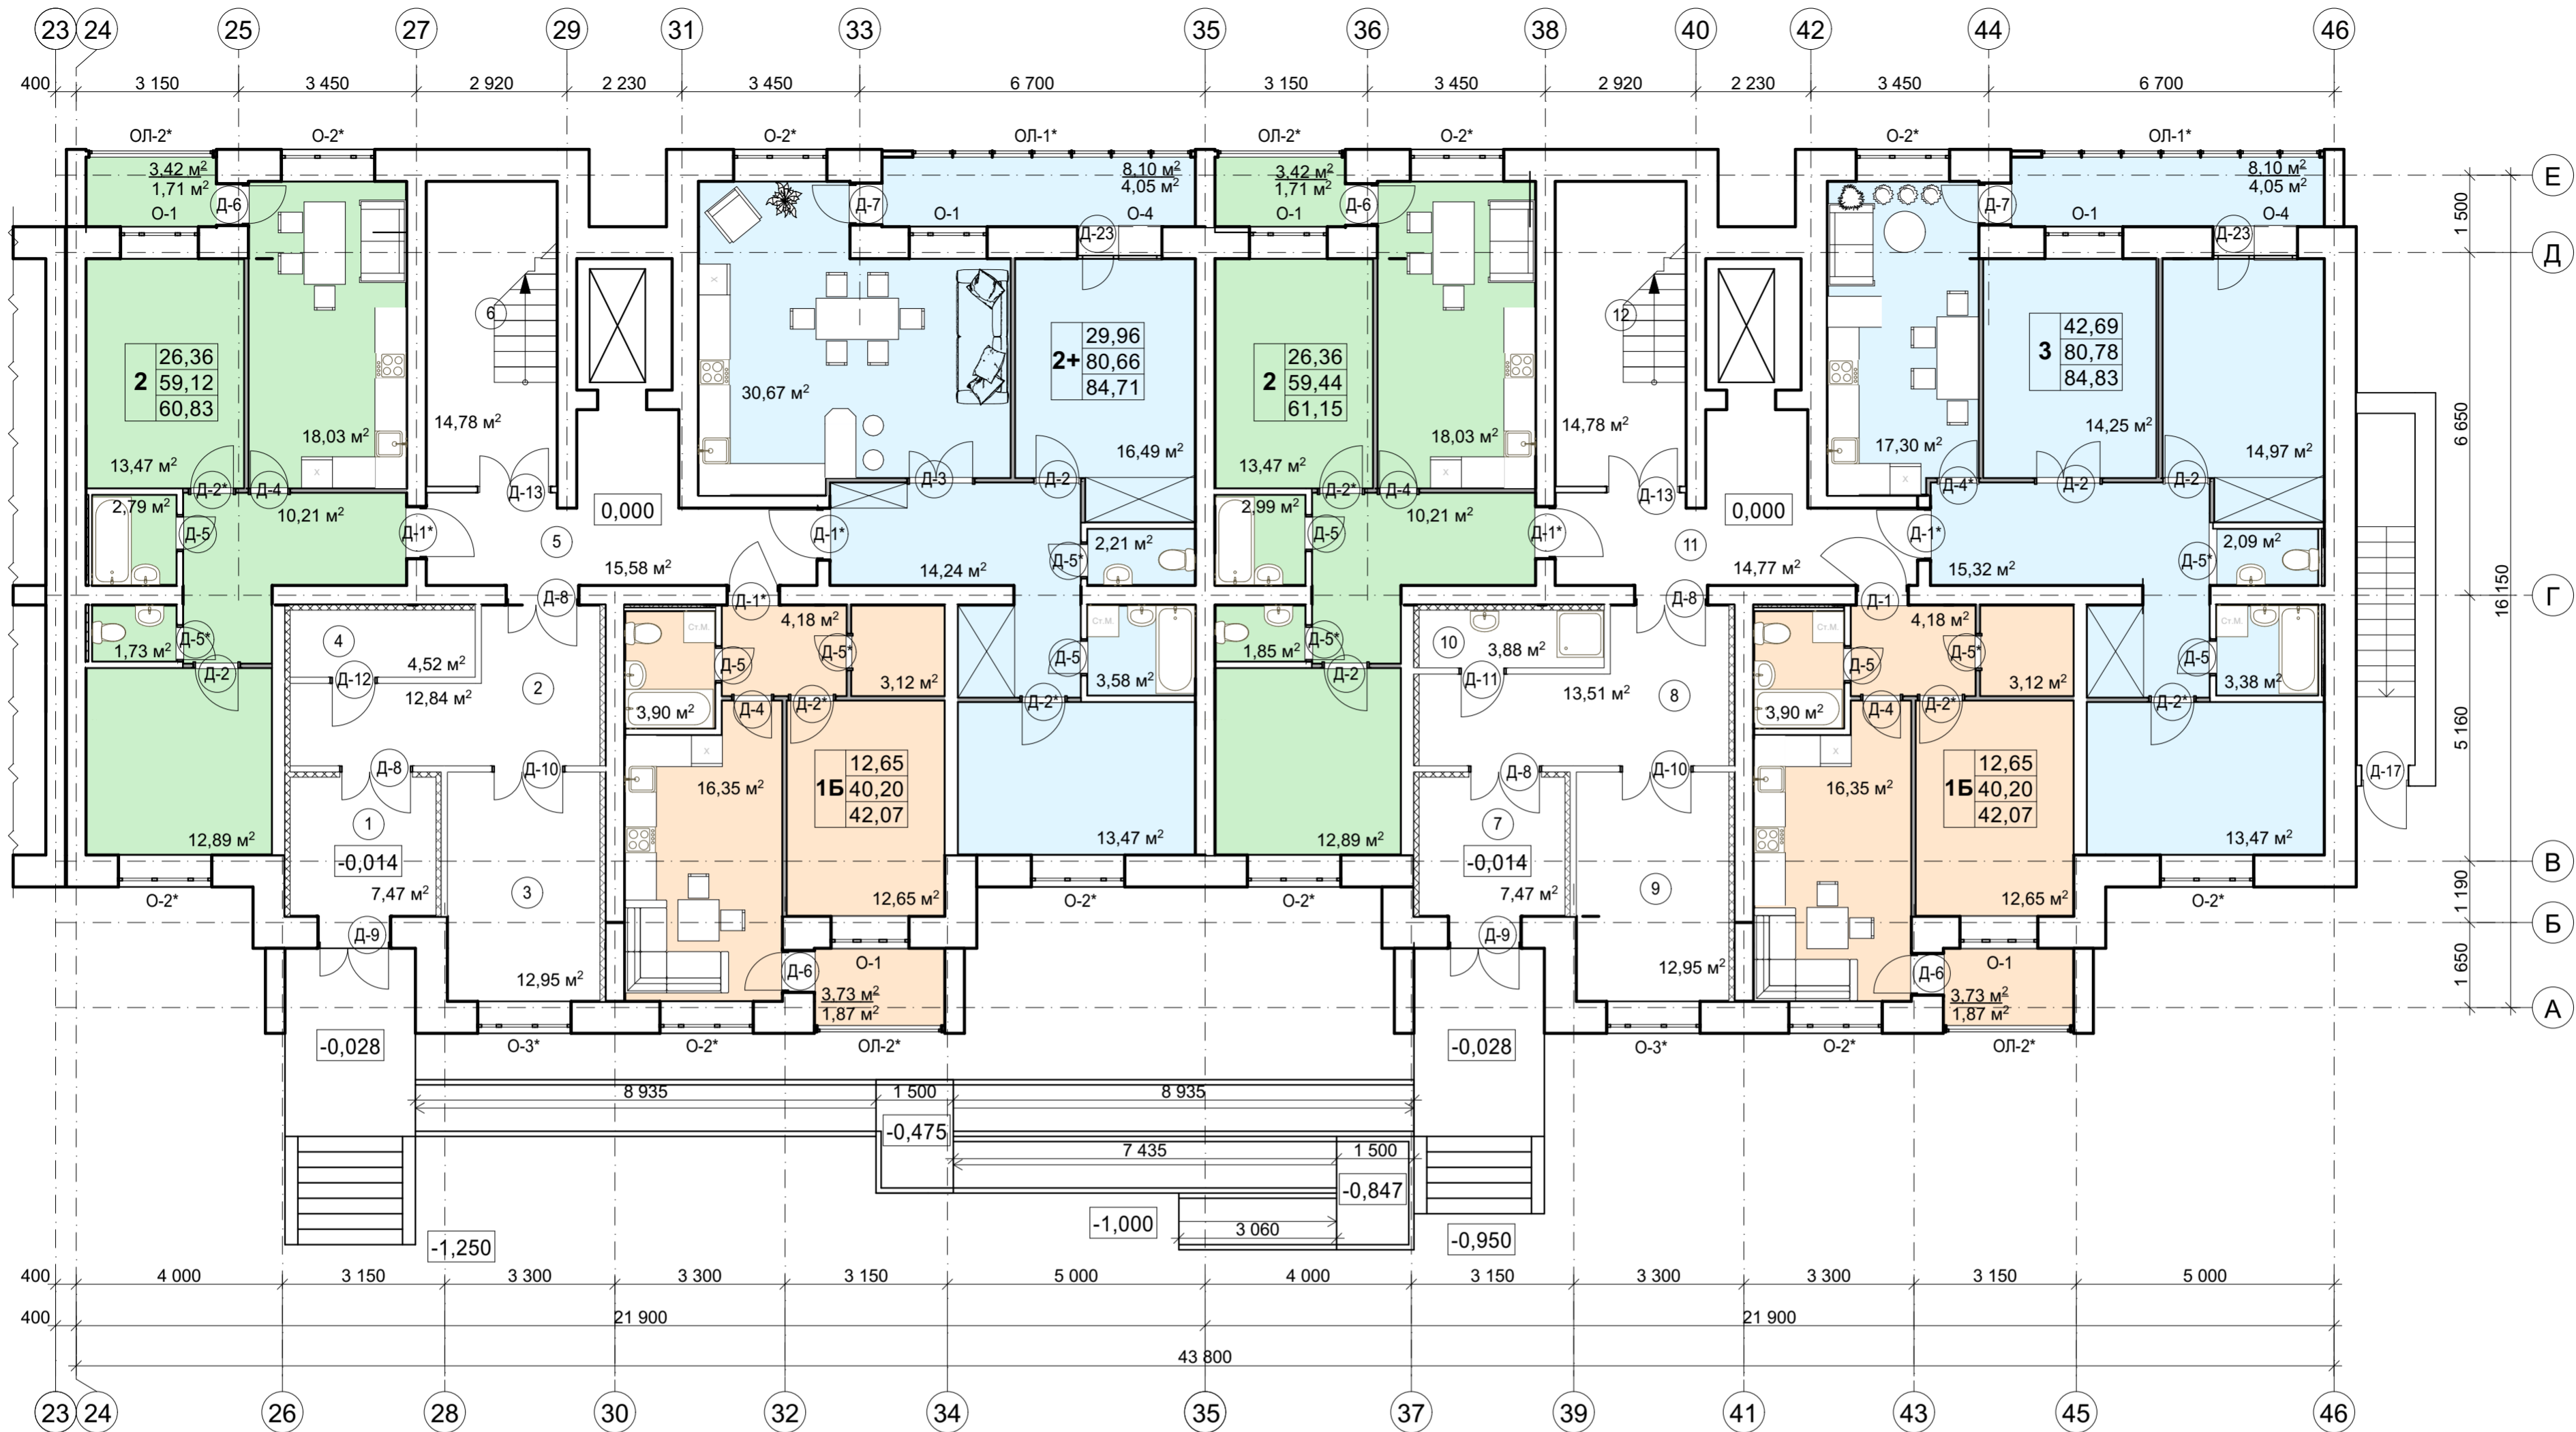 23 24 25 27 29 31 33 35 36 38 40 42 44 46
400 3 150 3 450 2 920 2 230 3 450 6 700 3 150 3 450 2 920 2 230 3 450 6 700
ОЛ-2* О-2* О-2* ОЛ-1* ОЛ-2* О-2* О-2* ОЛ-1*
3,42 м² 8,10 м² 3,42 м² 8,10 м²
1,71 м² 4,05 м² 1,71 м² 4,05 м²
Е
Д-6 Д-7 Д-6 Д-7
О-1 О-1 О-4 О-1 О-1 О-4
1 500
Д-23 Д-23
Д
X
6 12
2 26,36 59,12 60,83
2+ 29,96 80,66 84,71
2 26,36 59,44 61,15
3 42,69 80,78 84,83
30,67 м²
6 650
14,78 м² 14,78 м² 14,25 м²
18,03 м² 16,49 м² 18,03 м² 17,30 м² 14,97 м²
13,47 м² 13,47 м²
X X X
Д-2* Д-4 Д-13 Д-3 Д-2 Д-2* Д-4 Д-13 Д-4* Д-2 Д-2
2,79 м² 10,21 м² 0,000 2,99 м² 10,21 м² 0,000
Д-5 Д-1* 5 Д-1* 2,21 м² Д-5 Д-1* 11 Д-1* 2,09 м²
15,58 м² 14,24 м² Д-5* 14,77 м² 15,32 м² Д-5*
Д-8 Д-1* Д-8 Д-1
Г
16 150
4 4,18 м² Ст.М. Ст.М. 10 4,18 м² Ст.М. Ст.М.
Д-5* Д-5* Д-5* Д-5*
1,73 м² 4,52 м² Д-5 Д-5 1,85 м² 3,88 м² Д-5 Д-5
Д-2 Д-12 2 3,12 м² 3,58 м² Д-2 Д-11 8 3,12 м² 3,38 м²
12,84 м² 13,51 м²
3,90 м² Д-4 Д-2* Д-2* 3,90 м² Д-4 Д-2* Д-2*
5 160
X X
Д-8 Д-10 Д-8 Д-10 Д-17
16,35 м² 16,35 м²
1Б 12,65 40,20 42,07
1Б 12,65 40,20 42,07
1 7
12,89 м² 13,47 м² 12,89 м² 13,47 м²
-0,014 -0,014
В
7,47 м² 3 12,65 м² 7,47 м² 9 12,65 м²
О-2* О-2* О-2* О-2*
1 190
Д-9 Д-9
Б
О-1 О-1
12,95 м² Д-6 12,95 м² Д-6
1 650
3,73 м² 3,73 м²
1,87 м² 1,87 м²
А
-0,028 О-3* О-2* ОЛ-2* -0,028 О-3* О-2* ОЛ-2*
8 935 1 500 8 935
-0,475
7 435 1 500
-0,847
-1,000 3 060
-1,250 -0,950
400 4 000 3 150 3 300 3 300 3 150 5 000 4 000 3 150 3 300 3 300 3 150 5 000
400 21 900 21 900
43 800
23 24 26 28 30 32 34 35 37 39 41 43 45 46